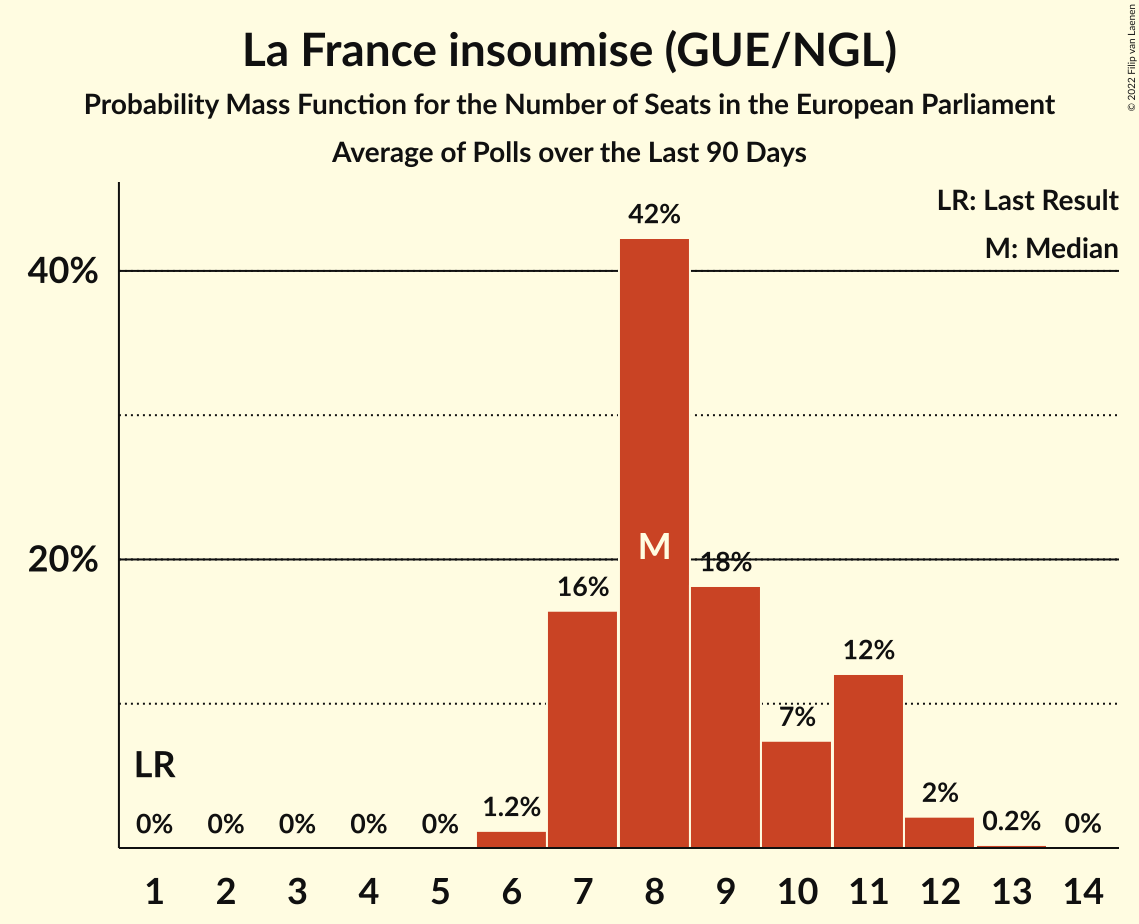 La France insoumise (GUE/NGL)
Probability Mass Function for the Number of Seats in the European Parliament
Average of Polls over the Last 90 Days
© 2022 Filip van Laenen
LR: Last Result
M: Median
40%
20%
42%
M
18%
16%
12%
7%
LR
0% 0% 0% 0% 0% 1.2% 2% 0.2% 0%
1 2 3 4 5 6 7 8 9 10 11 12 13 14